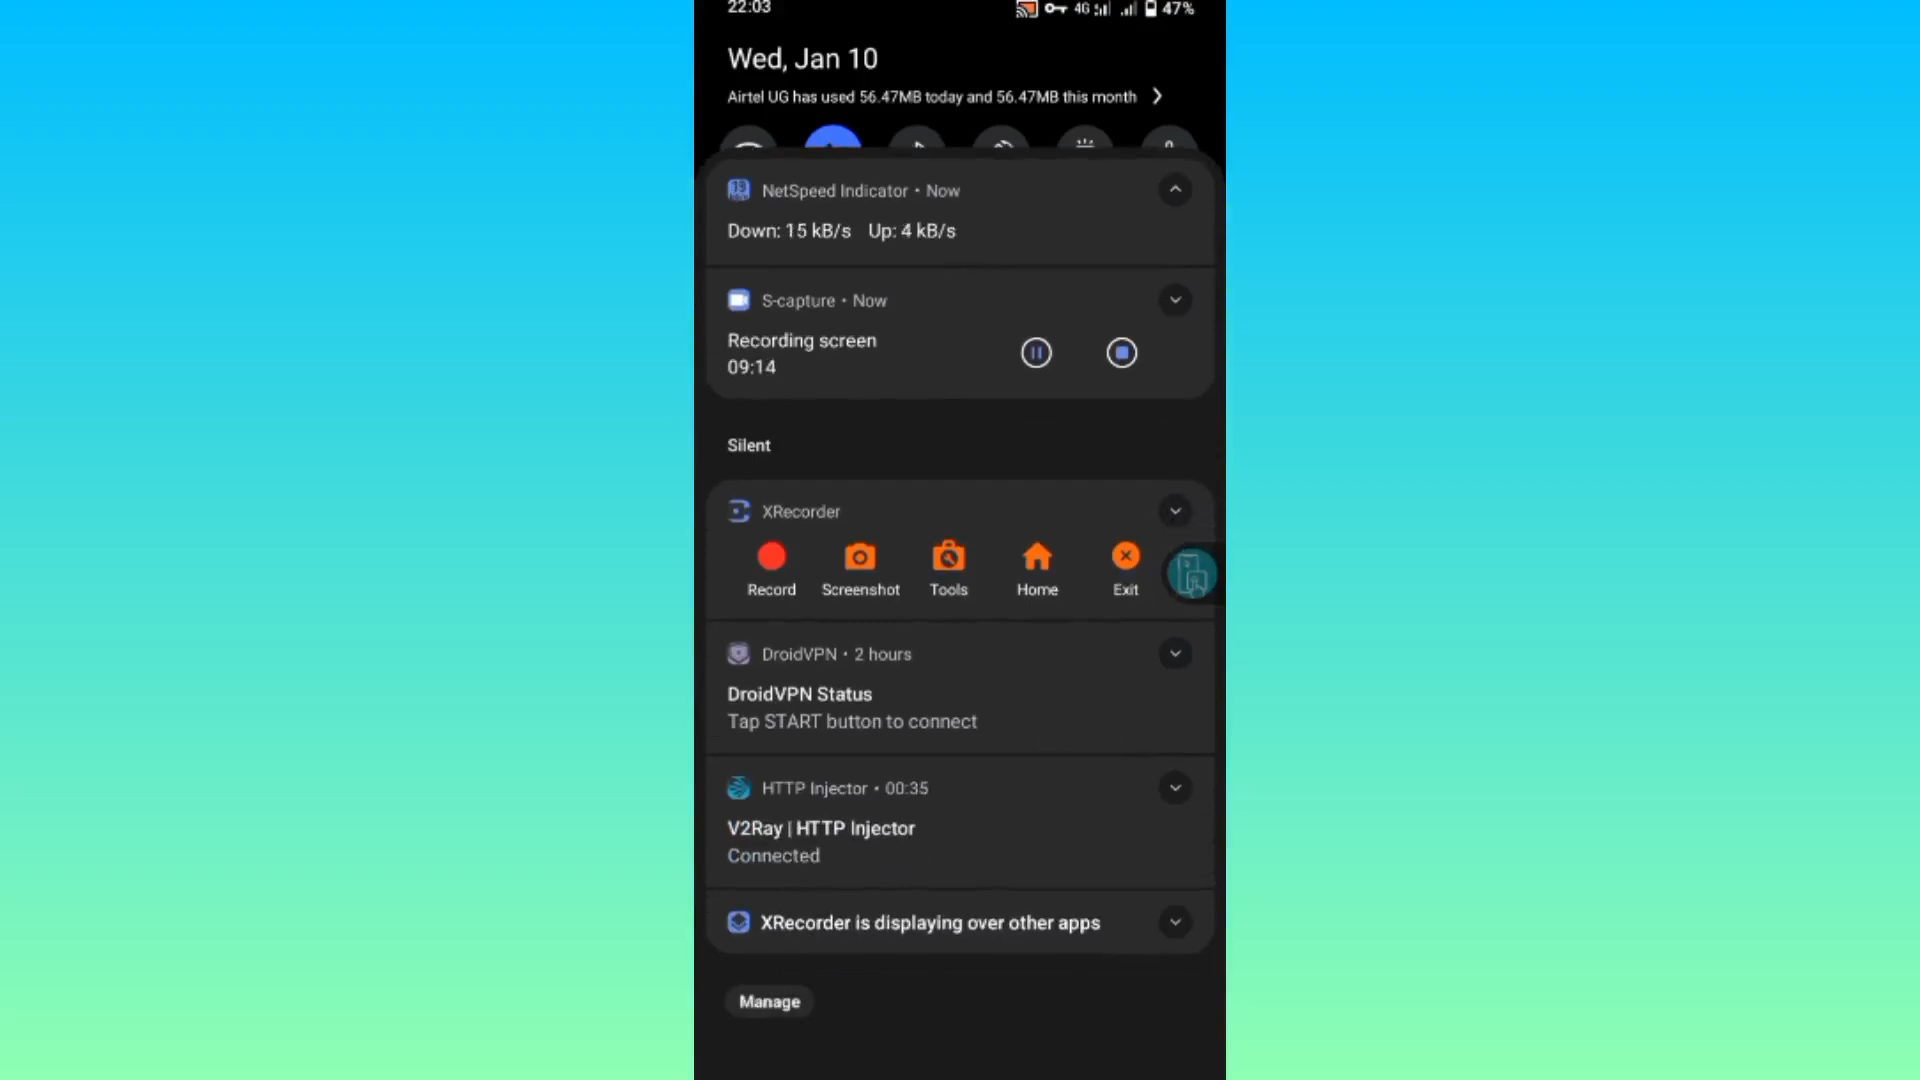 22:03 4G 47%
Wed, Jan 10
Airtel UG has used 56.47MB today and 56.47MB this month
NetSpeed Indicator • Now
Down: 15 kB/s Up: 4 kB/s
S-capture • Now
Recording screen
09:14
Silent
XRecorder
Record Screenshot Tools Home Exit
DroidVPN • 2 hours
DroidVPN Status
Tap START button to connect
HTTP Injector • 00:35
V2Ray | HTTP Injector
Connected
XRecorder is displaying over other apps
Manage